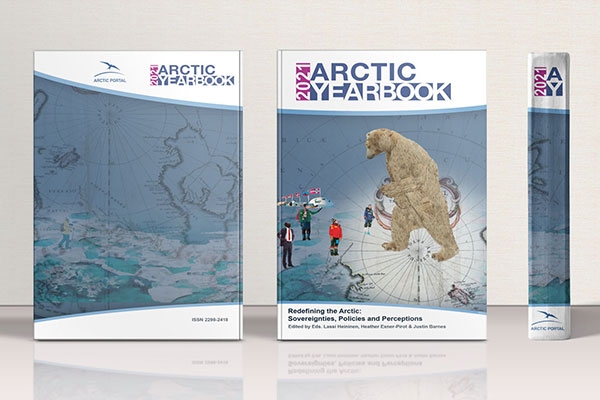 ARCTIC PORTAL
2021 ARCTIC
YEARBOOK
ISSN 2298-2418
2021 ARCTIC
YEARBOOK
Redefining the Arctic:
Sovereignties, Policies and Perceptions
Edited by Eds. Lassi Heininen, Heather Exner-Pirot & Justin Barnes
2021 A
Y
ARCTIC PORTAL